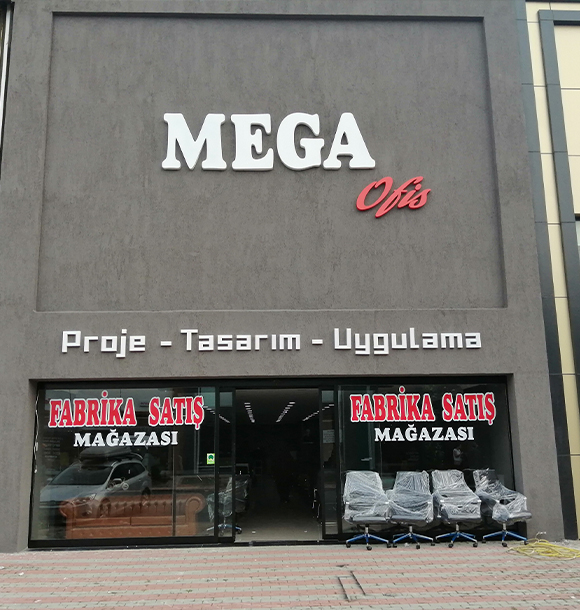 MEGA
Ofis
Proje - Tasarım - Uygulama
FABRİKA SATIŞ
MAĞAZASI
FABRİKA SATIŞ
MAĞAZASI